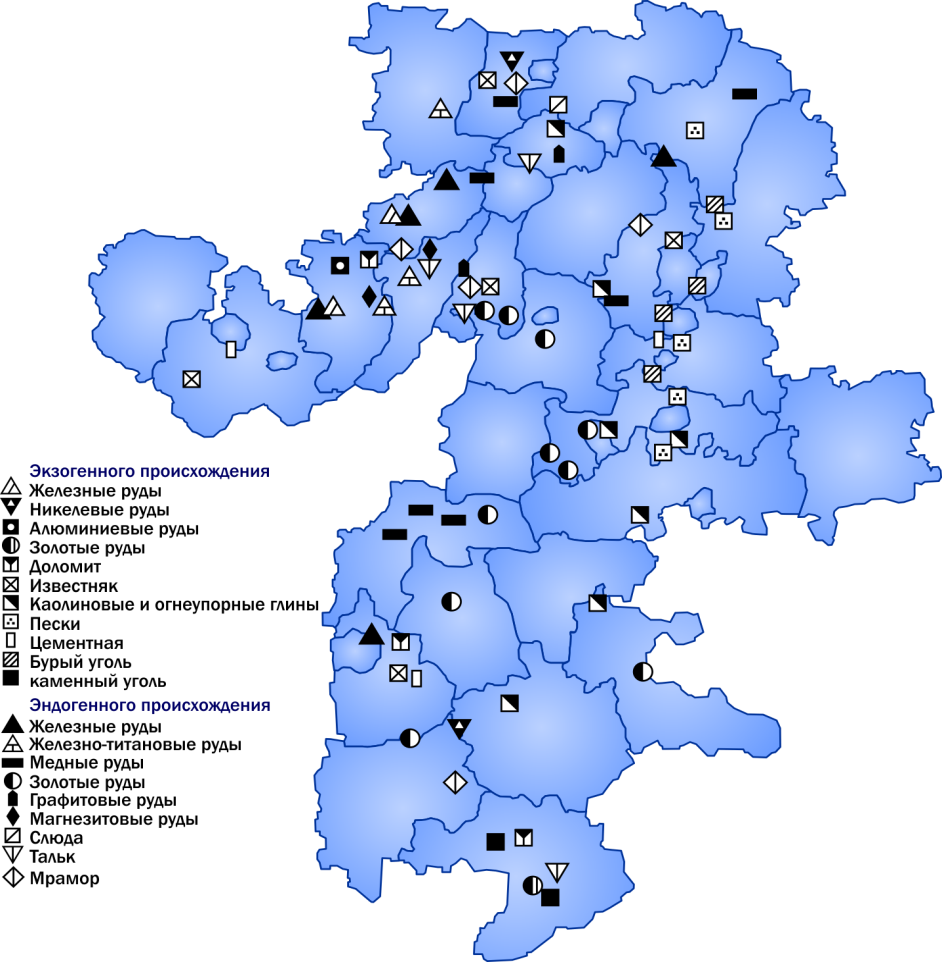 Экзогенного происхождения
Железные руды
Никелевые руды
Алюминиевые руды
Золотые руды
Доломит
Известняк
Каолиновые и огнеупорные глины
Пески
Цементная
Бурый уголь
каменный уголь
Эндогенного происхождения
Железные руды
Железно-титановые руды
Медные руды
Золотые руды
Графитовые руды
Магнезитовые руды
Слюда
Тальк
Мрамор